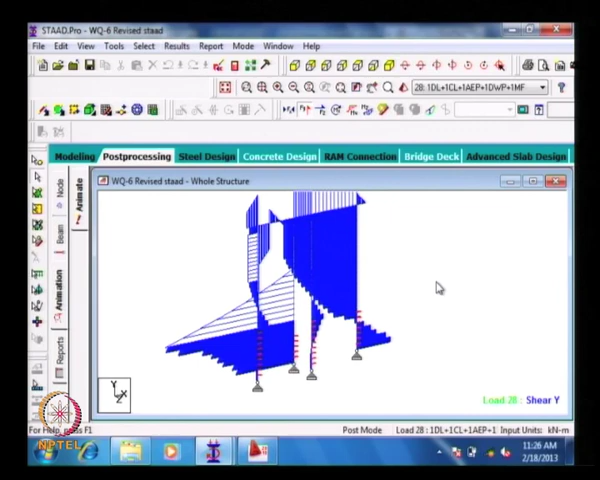 STAAD.Pro - WQ-6 Revised staad
File Edit View Tools Select Results Report Mode Window Help
28: 1DL+1CL+1AEP+1DWP+1MF
Modeling Postprocessing Steel Design Concrete Design RAM Connection Bridge Deck Advanced Slab Design
WQ-6 Revised staad - Whole Structure
Node
Beam
Animation
Reports
Animate
Y
X
Z
Load 28 : Shear Y
For Help, press F1
Post Mode
Load 28 : 1DL+1CL+1AEP+1
Input Units: kN-m
NPTEL
11:26 AM
2/18/2013